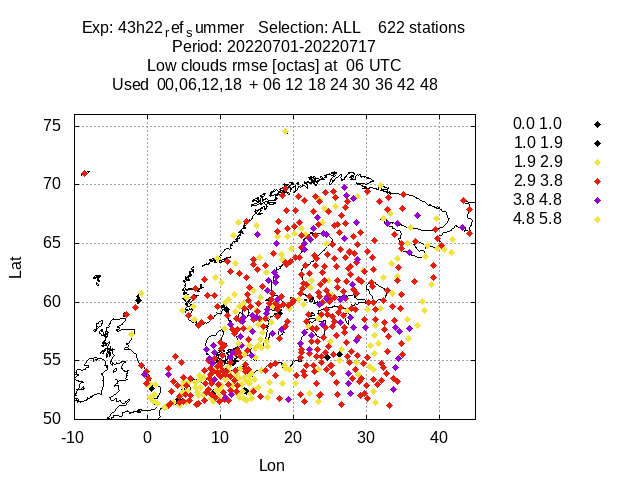 Exp: 43h22refsummer Selection: ALL 622 stations
Period: 20220701-20220717
Low clouds rmse [octas] at 06 UTC
Used 00,06,12,18 + 06 12 18 24 30 36 42 48
0.0 1.0
1.0 1.9
1.9 2.9
2.9 3.8
3.8 4.8
4.8 5.8
75
70
65
60
55
50
Lat
-10 0 10 20 30 40
Lon